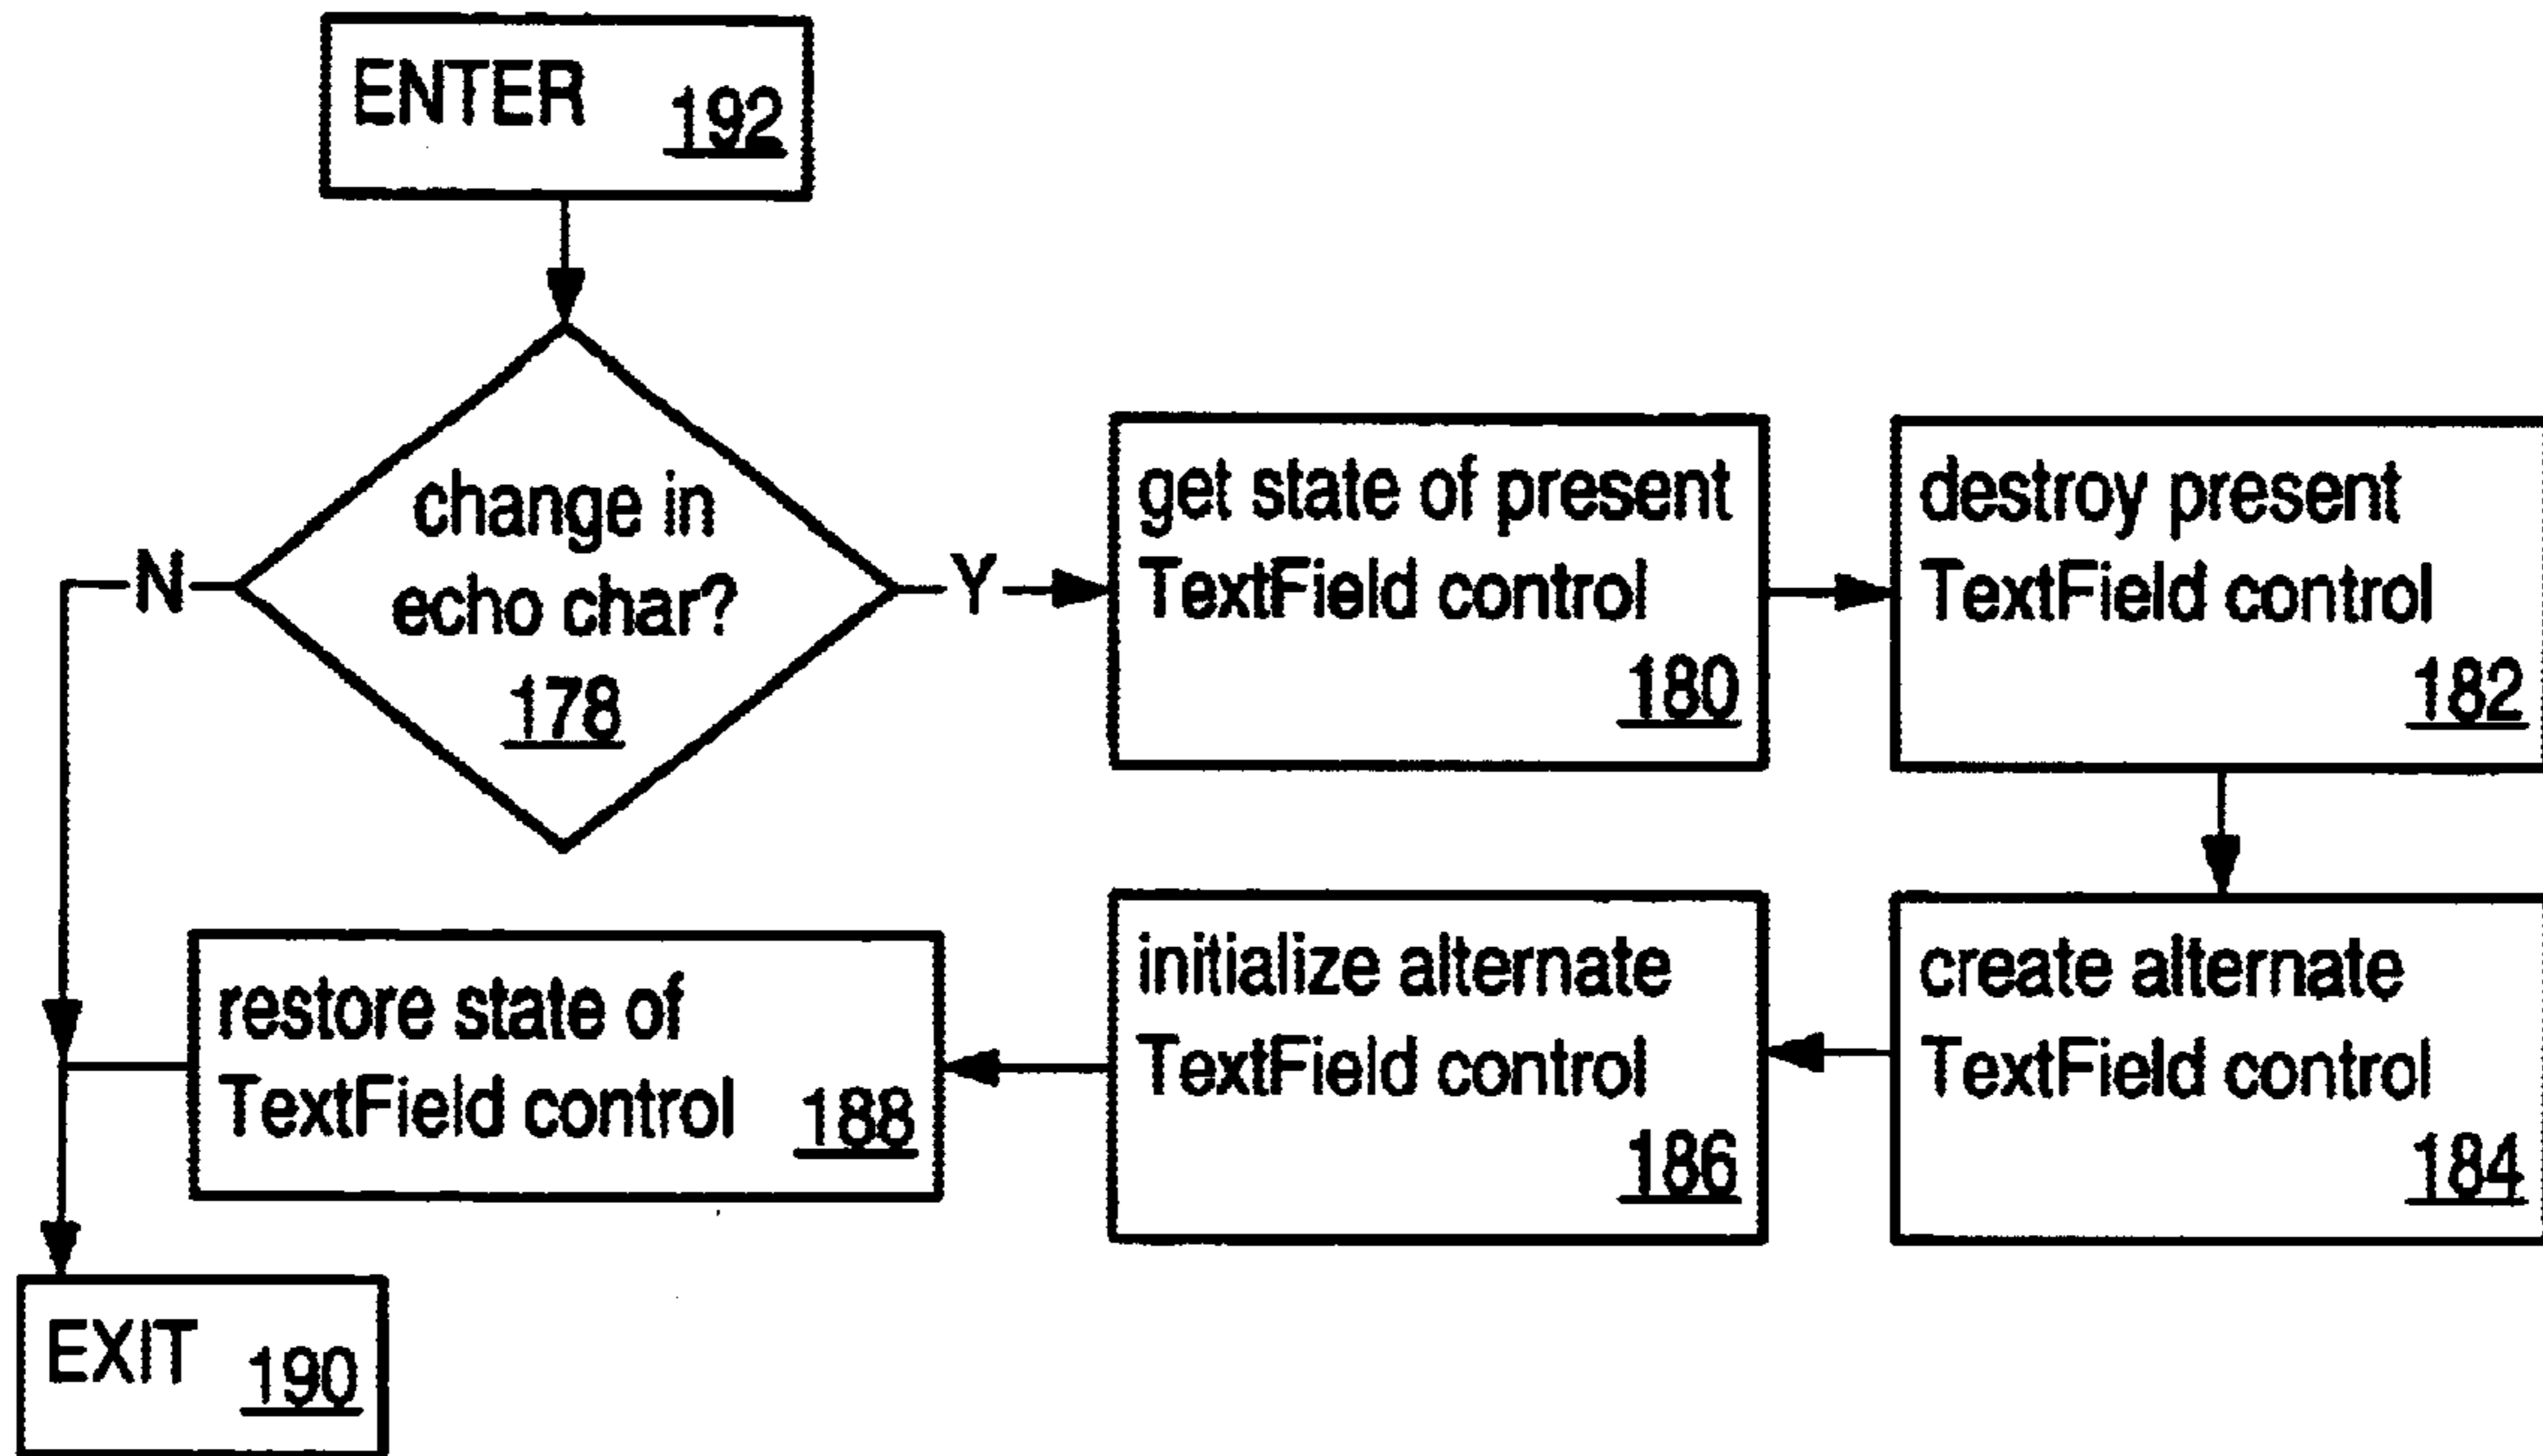 ENTER 192
change in
echo char?
178
N
Y
get state of present
TextField control
180
destroy present
TextField control
182
create alternate
TextField control
184
initialize alternate
TextField control
186
restore state of
TextField control 188
EXIT 190